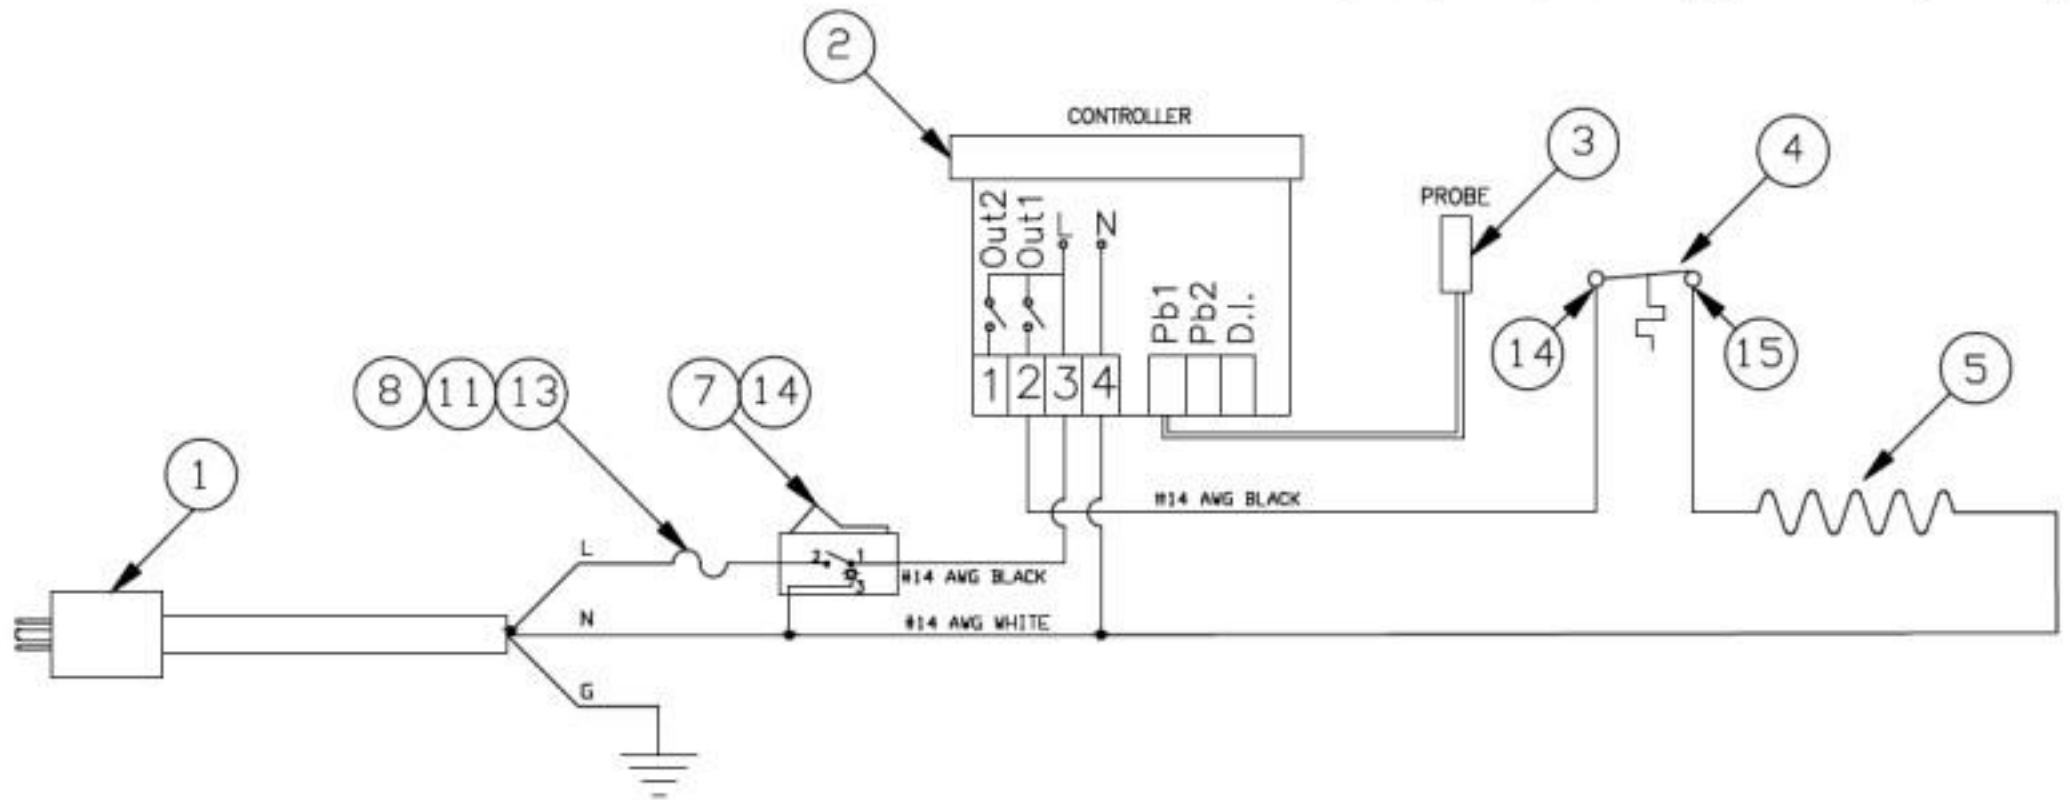 2
CONTROLLER
3
4
PROBE
Out2
Out1
L
N
Pb1
Pb2
D.I.
14
15
8
11
13
7
14
1
2
3
4
5
1
#14 AWG BLACK
L
2
1
3
#14 AWG BLACK
N
#14 AWG WHITE
G